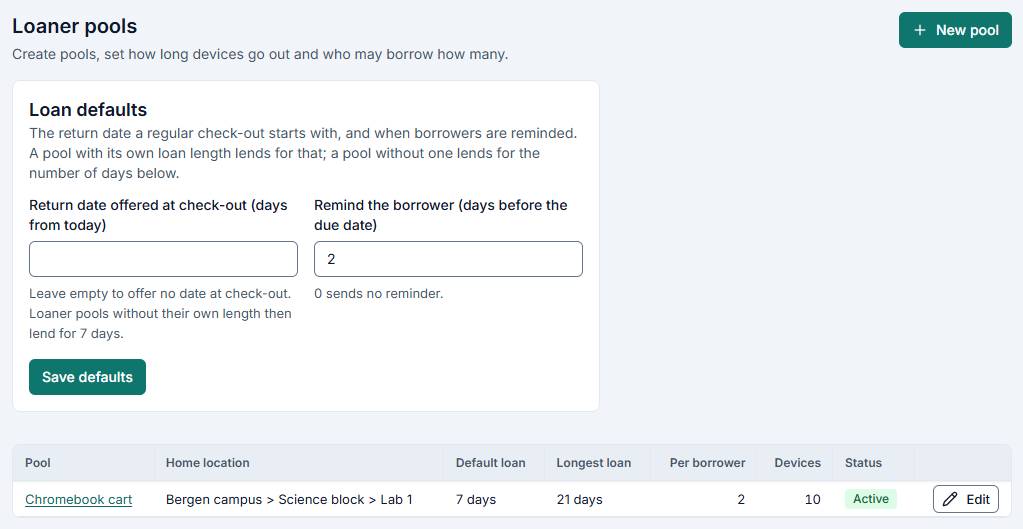 Loaner pools
New pool
Create pools, set how long devices go out and who may borrow how many.
Loan defaults
The return date a regular check-out starts with, and when borrowers are reminded.
A pool with its own loan length lends for that; a pool without one lends for the
number of days below.
Return date offered at check-out (days
from today)
Remind the borrower (days before the
due date)
2
Leave empty to offer no date at check-out.
Loaner pools without their own length then
lend for 7 days.
0 sends no reminder.
Save defaults
Pool Home location Default loan Longest loan Per borrower Devices Status
Chromebook cart Bergen campus > Science block > Lab 1 7 days 21 days 2 10 Active Edit